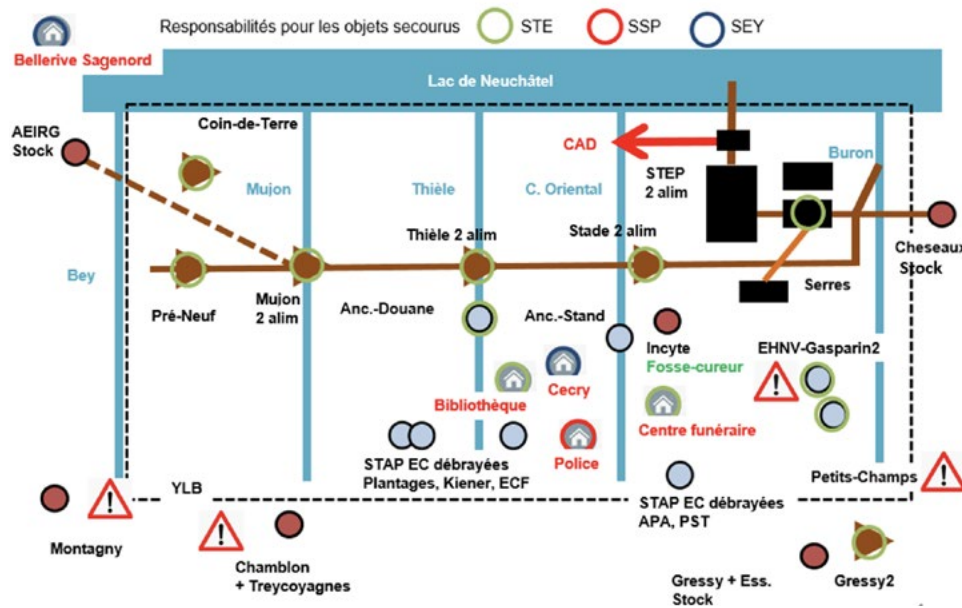 Responsabilités pour les objets secourus STE SSP SEY
Bellerive Sagenord
Lac de Neuchâtel
AEIRG
Stock
Coin-de-Terre
CAD
STEP
2 alim
Buron
Mujon
Thièle
C. Oriental
Bey
Thièle 2 alim
Stade 2 alim
Cheseaux
Stock
Pré-Neuf
Mujon
2 alim
Anc.-Douane
Anc.-Stand
Serres
Incyte
Fosse-cureur
EHNV-Gasparin2
Cecry
Bibliothèque
Centre funéraire
Police
STAP EC débrayées
Plantages, Kiener, ECF
Petits-Champs
YLB
STAP EC débrayées
APA, PST
Montagny
Chamblon
+ Treycoyagnes
Gressy + Ess.
Stock
Gressy2